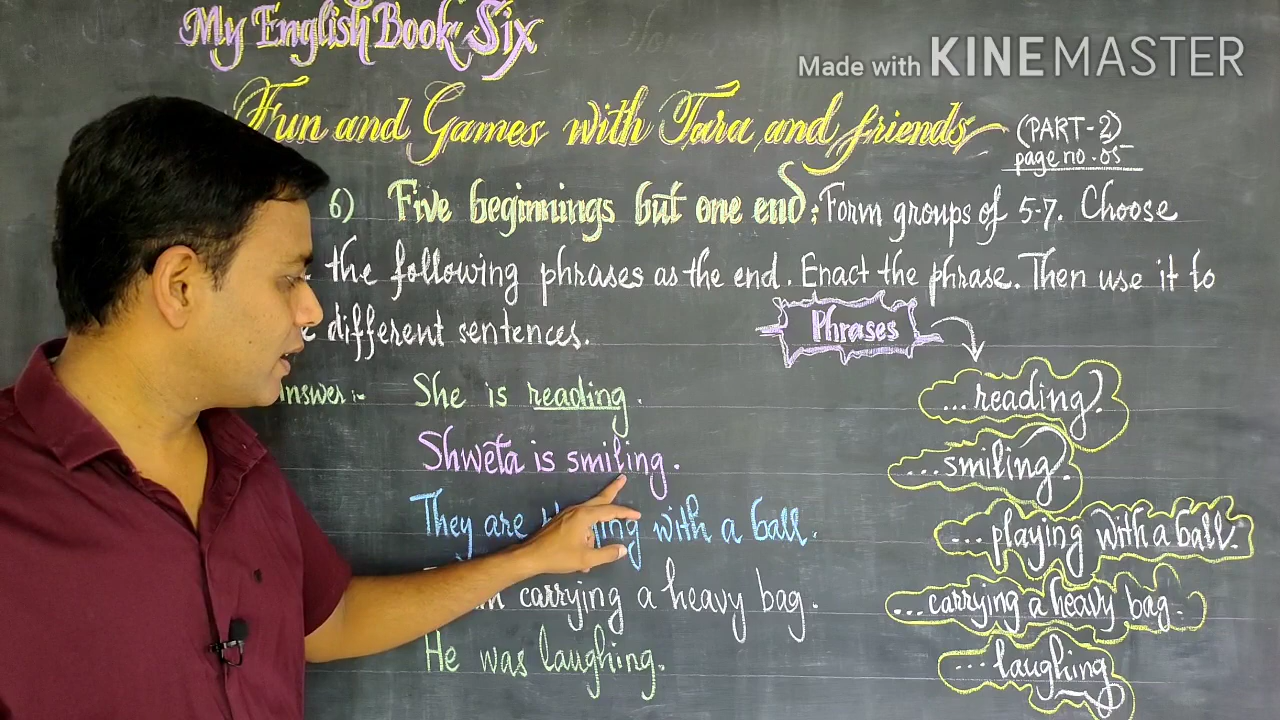 My English Book Six
Made with KINEMASTER
Fun and Games with Tara and friends
(PART-2)
page no. 05
6) Five beginnings but one end: Form groups of 5-7. Choose
the following phrases as the end. Enact the phrase. Then use it to
different sentences.
Phrases
She is reading.
...reading.
Shweta is smiling.
...smiling.
They are with a ball.
... playing with a ball.
carrying a heavy bag.
...carrying a heavy bag.
He was laughing.
... laughing